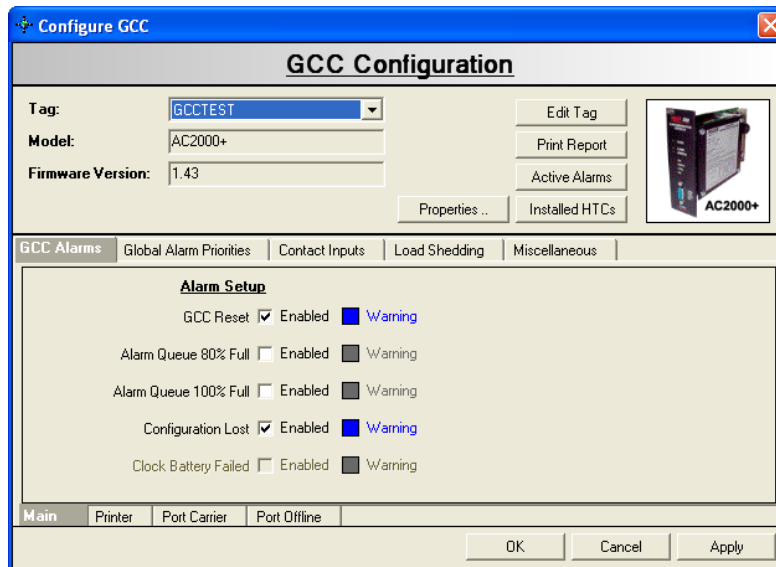 Configure GCC
GCC Configuration
Tag: GCCTEST Edit Tag
Model: AC2000+ Print Report
Firmware Version: 1.43 Active Alarms
Properties .. Installed HTCs
AC2000+
GCC Alarms Global Alarm Priorities Contact Inputs Load Shedding Miscellaneous
Alarm Setup
GCC Reset Enabled Warning
Alarm Queue 80% Full Enabled Warning
Alarm Queue 100% Full Enabled Warning
Configuration Lost Enabled Warning
Clock Battery Failed Enabled Warning
Main Printer Port Carrier Port Offline
OK Cancel Apply